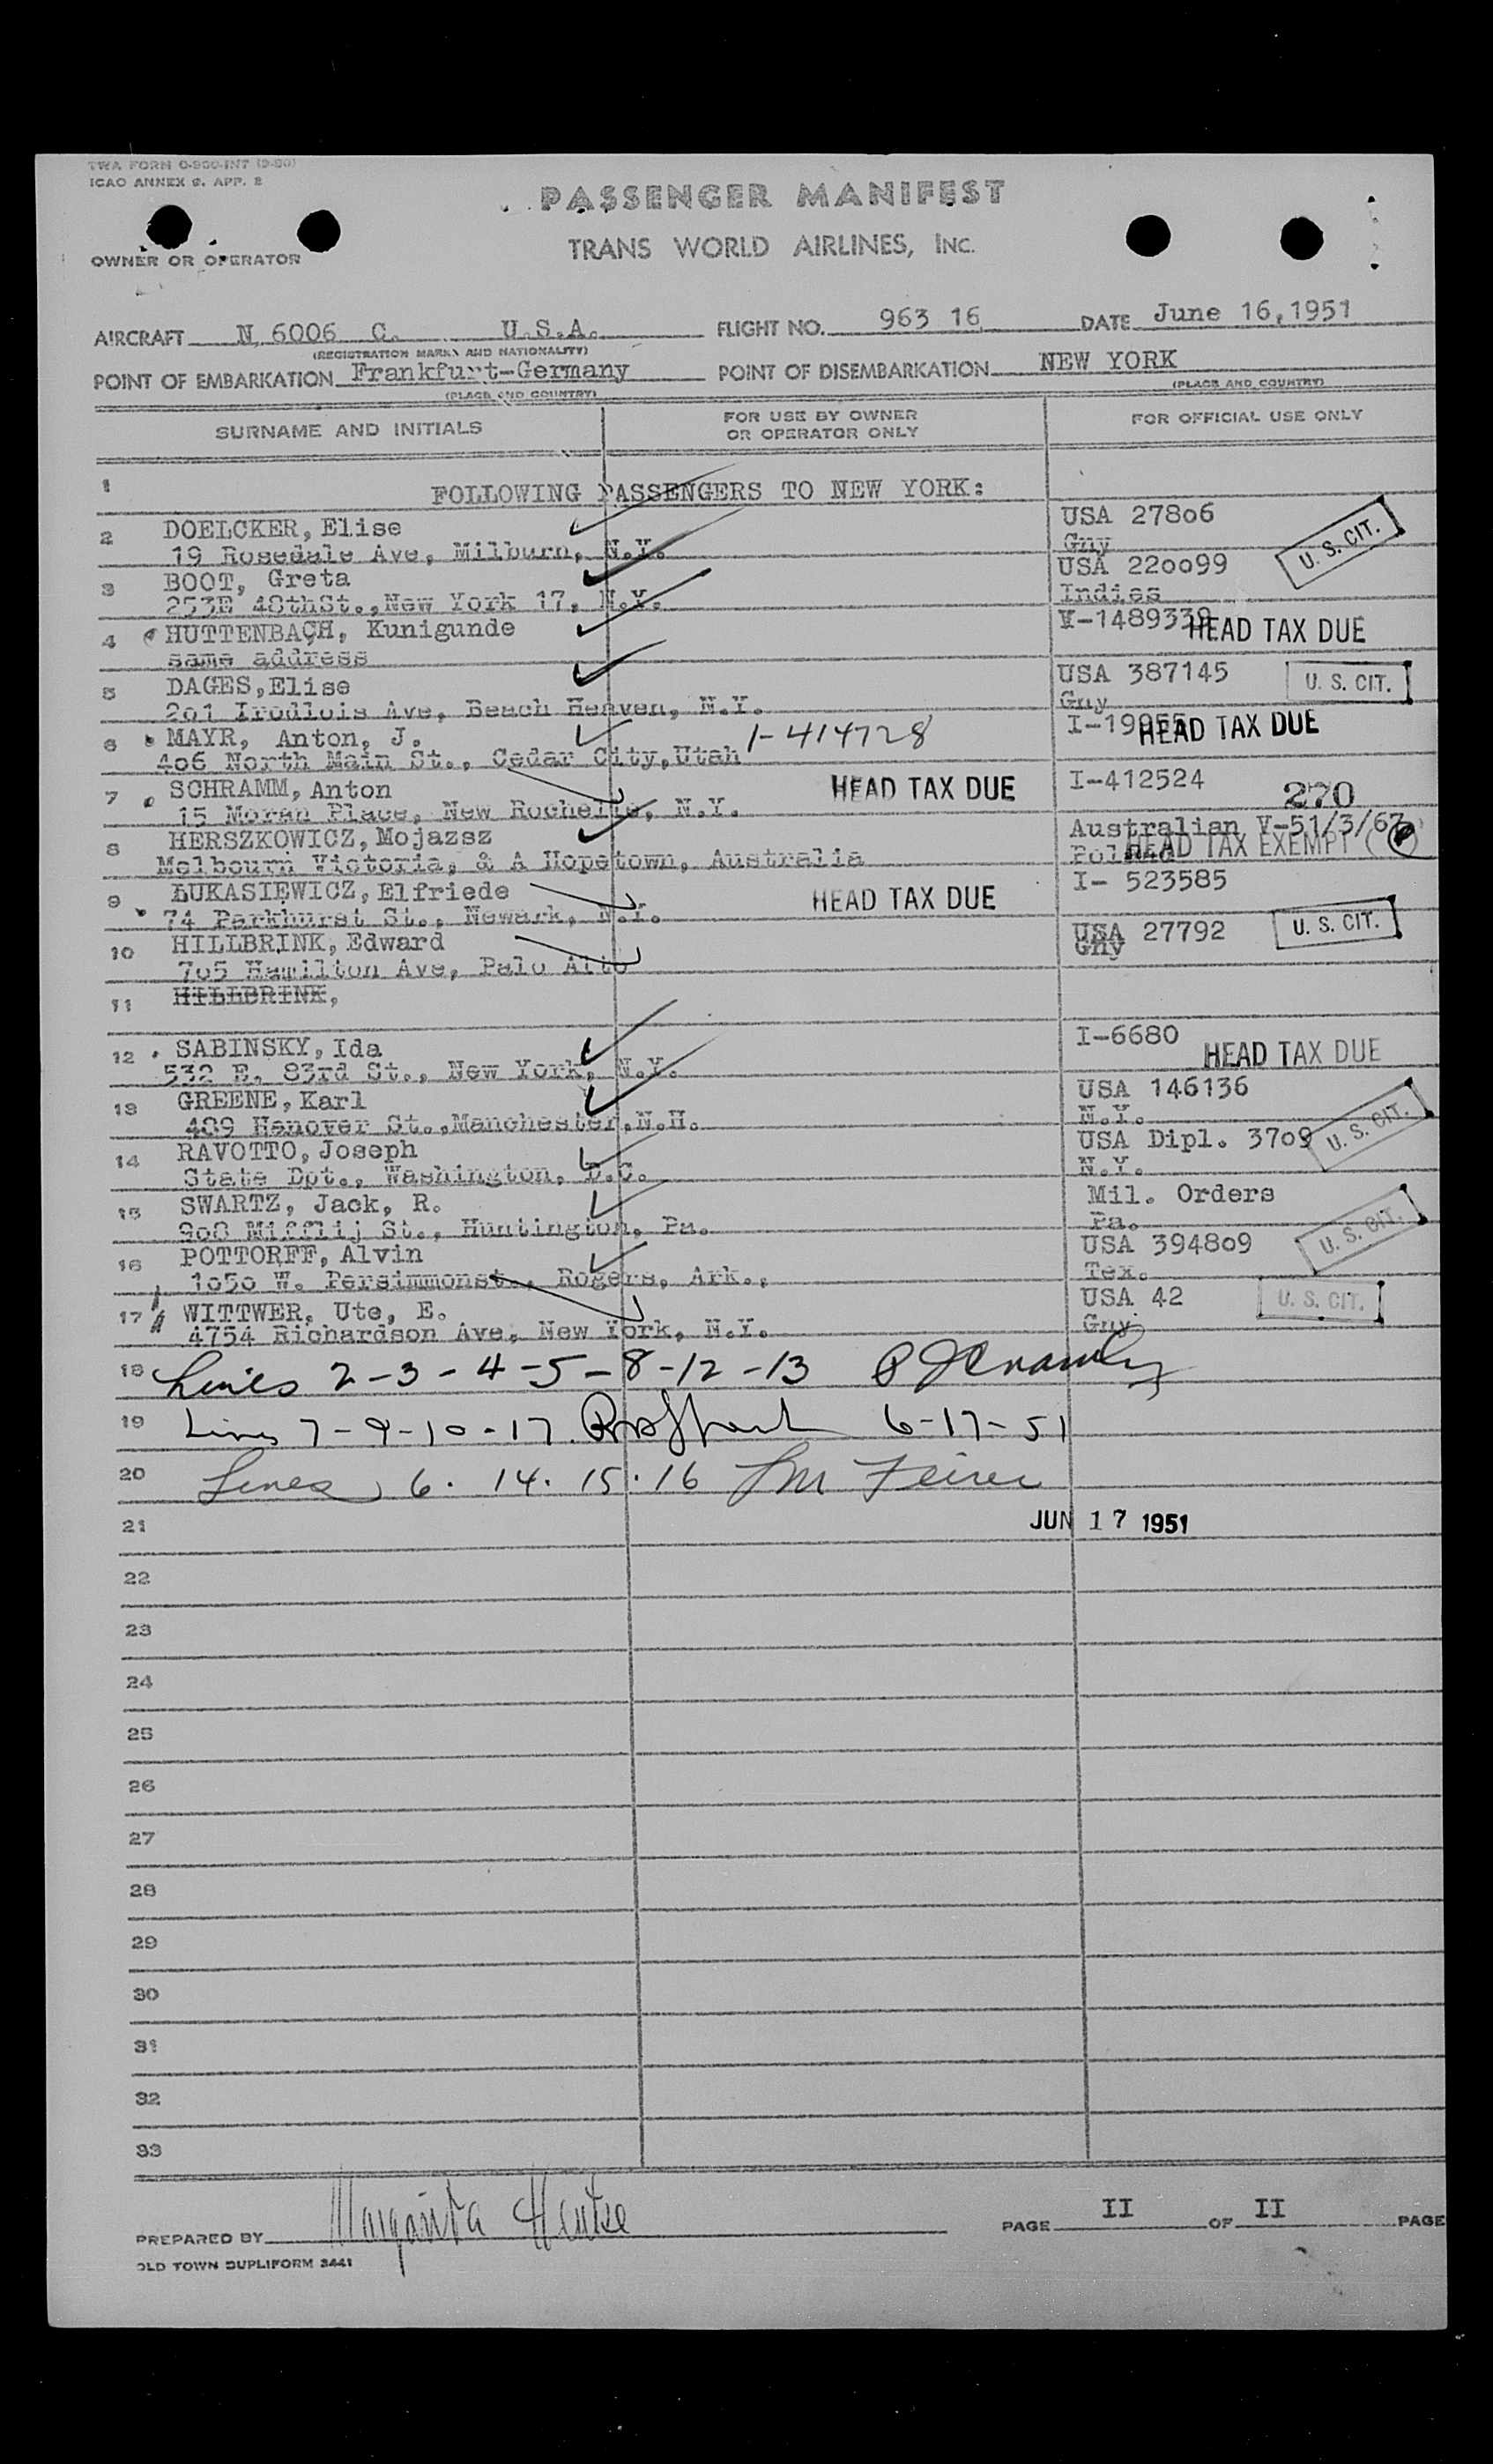 TWA FORM 0-900-INT (9-50)
ICAO ANNEX 9. APP. 2
PASSENGER MANIFEST
TRANS WORLD AIRLINES, INC.
OWNER OR OPERATOR
AIRCRAFT N 6006 C. U.S.A. FLIGHT NO. 963 16 DATE June 16,1951
(REGISTRATION MARKS AND NATIONALITY)
POINT OF EMBARKATION Frankfurt-Germany POINT OF DISEMBARKATION NEW YORK
(PLACE AND COUNTRY) (PLACE AND COUNTRY)
SURNAME AND INITIALS FOR USE BY OWNER OR OPERATOR ONLY FOR OFFICIAL USE ONLY
1 FOLLOWING PASSENGERS TO NEW YORK:
2 DOELCKER, Elise USA 27806
19 Rosedale Ave, Milburn, N.Y. Gny U. S. CIT.
3 BOOT, Greta USA 220099
253E 48thSt.,New York 17, N.Y. Indies
4 HUTTENBACH, Kunigunde V-1489339 HEAD TAX DUE
same address
5 DAGES,Elise USA 387145 U. S. CIT.
201 Irodlois Ave, Beach Heaven, N.Y. Gny
6 MAYR, Anton, J. 1-414728 HEAD TAX DUE
406 North Main St., Cedar City,Utah
7 SCHRAMM, Anton HEAD TAX DUE I-412524
15 Moran Place, New Rochelle, N.Y. 270
8 HERSZKOWICZ, Mojazsz Australian V-51/3/67
Melbourn Victoria, & A Hopetown, Australia Poland HEAD TAX EXEMPT
9 LUKASIEWICZ, Elfriede HEAD TAX DUE I- 523585
74 Parkhurst St., Newark, N.Y.
10 HILLBRINK, Edward USA 27792 U. S. CIT.
705 Hamilton Ave, Palo Alto Gny
11 HILLBRINK,
12 SABINSKY, Ida I-6680 HEAD TAX DUE
532 E. 83rd St., New York, N.Y.
13 GREENE, Karl USA 146136
489 Hanover St.,Manchester,N.H. N.Y.
14 RAVOTTO, Joseph USA Dipl. 3709 U. S. CIT.
State Dpt., Washington, D.C. N.Y.
15 SWARTZ, Jack, R. Mil. Orders
908 Mifflij St., Huntington, Pa. Pa.
16 POTTORFF, Alvin USA 394809 U. S. CIT.
1050 W. Persimmonst., Rogers, Ark., Tex.
17 WITTWER, Ute, E. USA 42 U. S. CIT.
4754 Richardson Ave, New York, N.Y. Gny
18 Lines 2-3-4-5-8-12-13
19 Lines 7-9-10-17. 6-17-51
20 Lines 6. 14. 15. 16
21 JUN 17 1951
22
23
24
25
26
27
28
29
30
31
32
33
PREPARED BY Margarita Hentze PAGE II OF II PAGE
OLD TOWN DUPLIFORM 3441